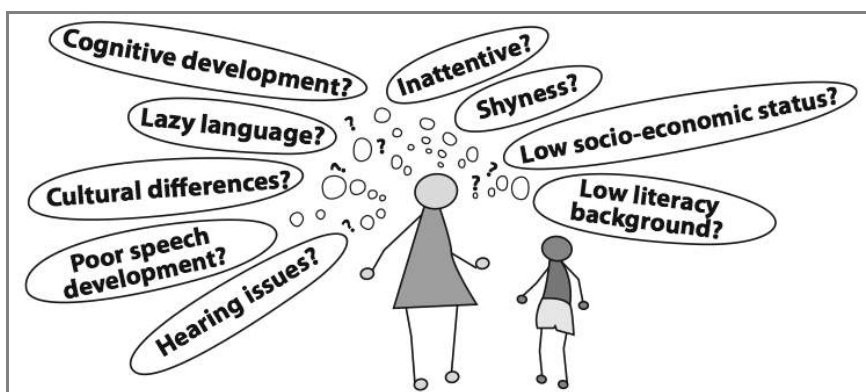 Cognitive development?
Lazy language?
Cultural differences?
Poor speech
development?
Hearing issues?
Inattentive?
Shyness?
Low socio-economic status?
Low literacy
background?
?
?
?
?
?
?